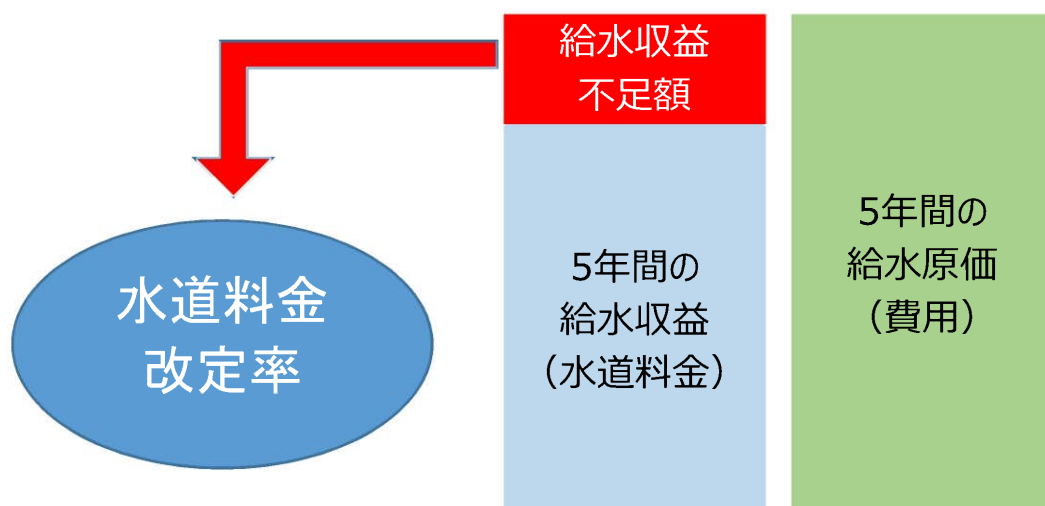 給水収益
不足額
5年間の
給水原価
（費用）
5年間の
給水収益
（水道料金）
水道料金
改定率